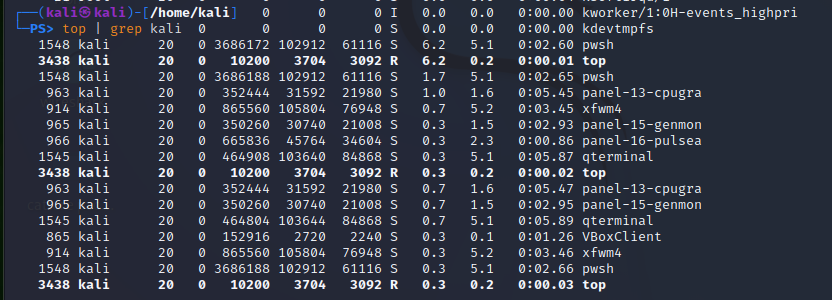 ┌──(kali㉿kali)-[/home/kali] 0 0 0 I 0.0 0.0 0:00.00 kworker/1:0H-events_highpri
└─PS> top | grep kali 0 0 0 0 S 0.0 0.0 0:00.00 kdevtmpfs
1548 kali 20 0 3686172 102912 61116 S 6.2 5.1 0:02.60 pwsh
3438 kali 20 0 10200 3704 3092 R 6.2 0.2 0:00.01 top
1548 kali 20 0 3686188 102912 61116 S 1.7 5.1 0:02.65 pwsh
963 kali 20 0 352444 31592 21980 S 1.0 1.6 0:05.45 panel-13-cpugra
914 kali 20 0 865560 105804 76948 S 0.7 5.2 0:03.45 xfwm4
965 kali 20 0 350260 30740 21008 S 0.3 1.5 0:02.93 panel-15-genmon
966 kali 20 0 665836 45764 34604 S 0.3 2.3 0:00.86 panel-16-pulsea
1545 kali 20 0 464908 103640 84868 S 0.3 5.1 0:05.87 qterminal
3438 kali 20 0 10200 3704 3092 R 0.3 0.2 0:00.02 top
963 kali 20 0 352444 31592 21980 S 0.7 1.6 0:05.47 panel-13-cpugra
965 kali 20 0 350260 30740 21008 S 0.7 1.5 0:02.95 panel-15-genmon
1545 kali 20 0 464804 103644 84868 S 0.7 5.1 0:05.89 qterminal
865 kali 20 0 152916 2720 2240 S 0.3 0.1 0:01.26 VBoxClient
914 kali 20 0 865560 105804 76948 S 0.3 5.2 0:03.46 xfwm4
1548 kali 20 0 3686188 102912 61116 S 0.3 5.1 0:02.66 pwsh
3438 kali 20 0 10200 3704 3092 R 0.3 0.2 0:00.03 top